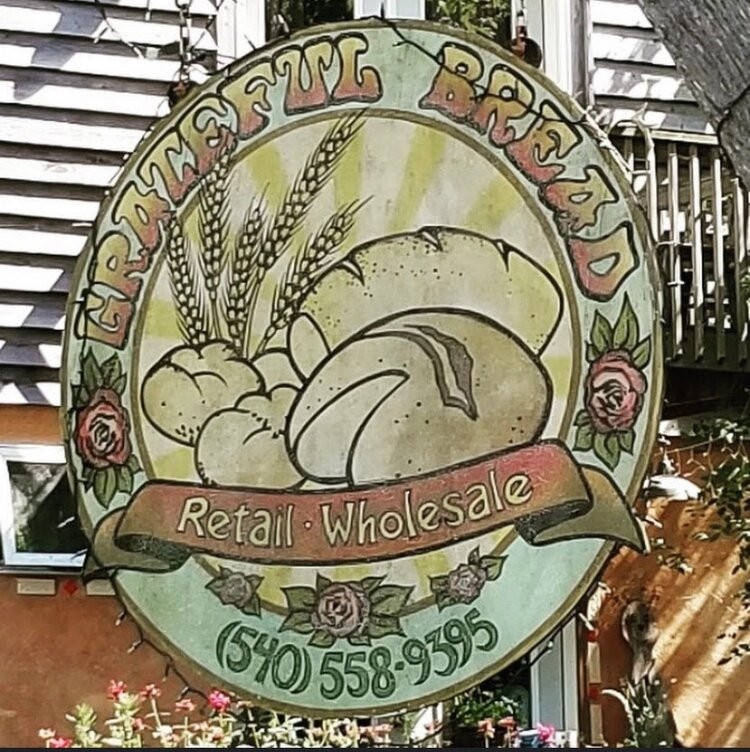 GRATEFUL BREAD
Retail · Wholesale
(540) 558-9395